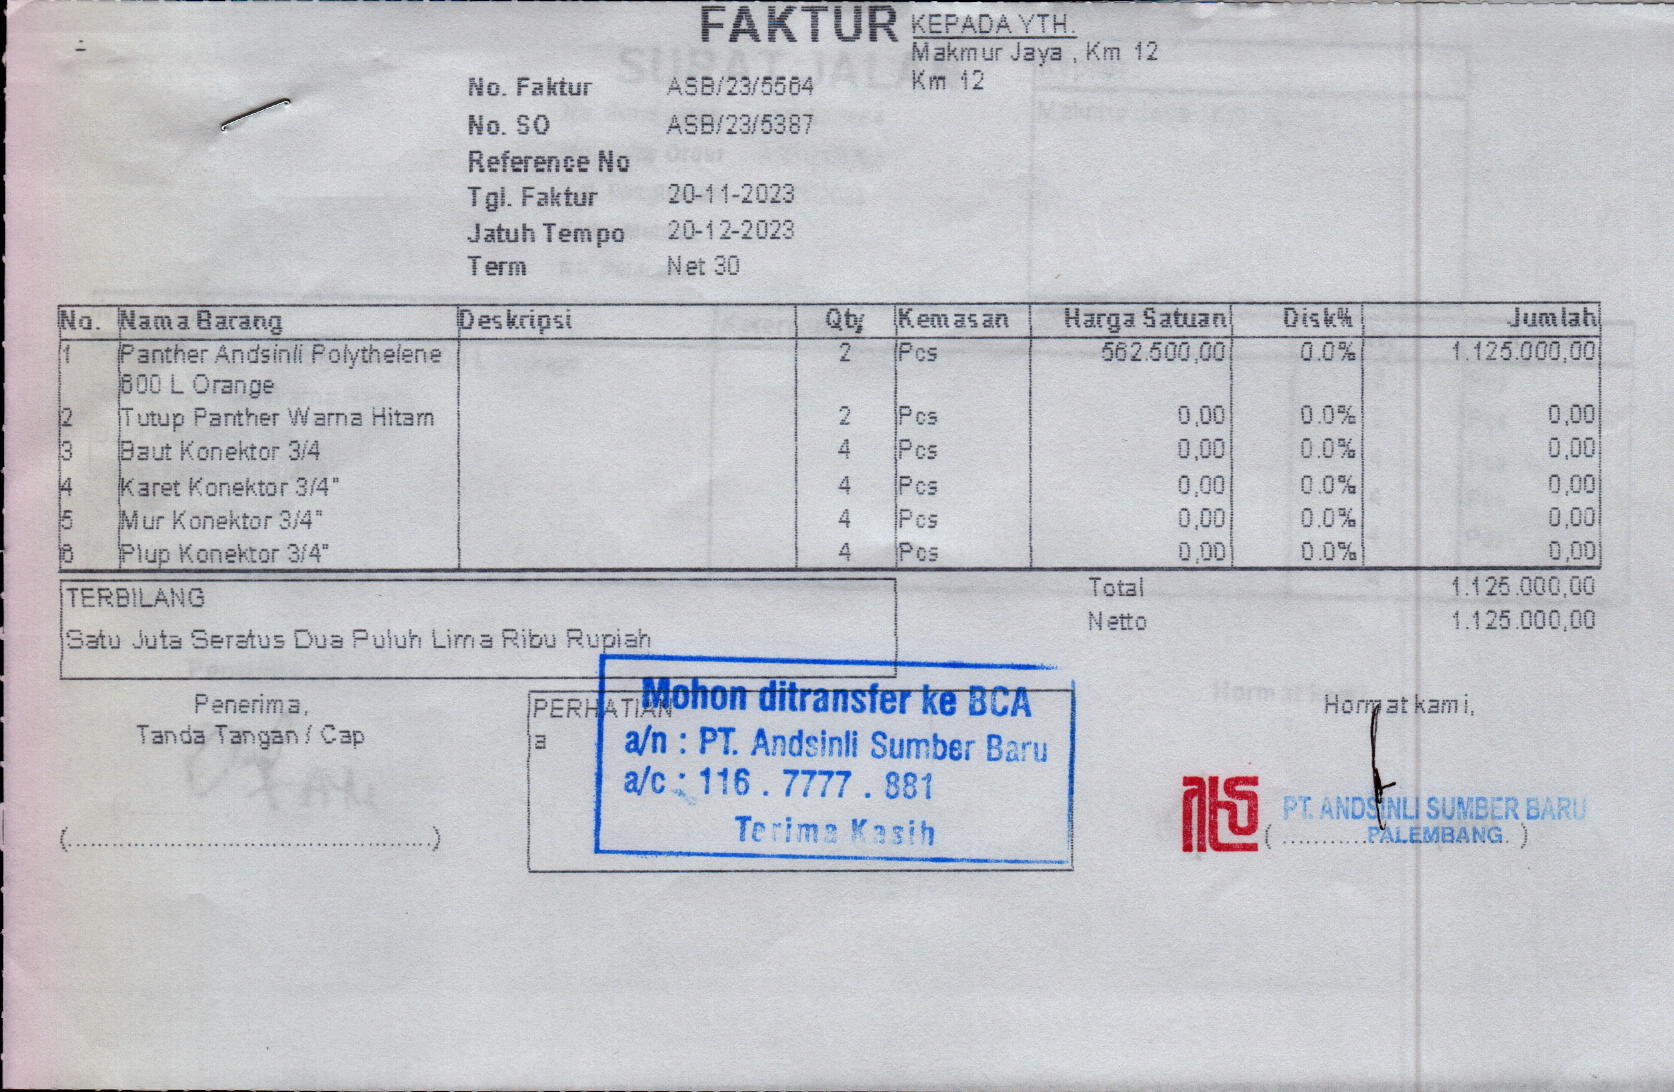 FAKTUR
KEPADA YTH.
Makmur Jaya , Km 12
Km 12
No. Faktur ASB/23/5564
No. SO ASB/23/5387
Reference No
Tgl. Faktur 20-11-2023
Jatuh Tempo 20-12-2023
Term Net 30
No. Nama Barang Deskripsi Qty Kemasan Harga Satuan Disk% Jumlah
1 Panther Andsinli Polythelene 2 Pcs 562.500,00 0.0% 1.125.000,00
600 L Orange
2 Tutup Panther Warna Hitam 2 Pcs 0,00 0.0% 0,00
3 Baut Konektor 3/4 4 Pcs 0,00 0.0% 0,00
4 Karet Konektor 3/4" 4 Pcs 0,00 0.0% 0,00
5 Mur Konektor 3/4" 4 Pcs 0,00 0.0% 0,00
6 Plup Konektor 3/4" 4 Pcs 0,00 0.0% 0,00
Total 1.125.000,00
Netto 1.125.000,00
TERBILANG
Satu Juta Seratus Dua Puluh Lima Ribu Rupiah
Penerima,
Tanda Tangan / Cap
(................................................)
PERHATIAN
a
Mohon ditransfer ke BCA
a/n : PT. Andsinli Sumber Baru
a/c : 116 . 7777 . 881
Terima Kasih
Hormat kami,
PT. ANDSINLI SUMBER BARU
( ............PALEMBANG. )